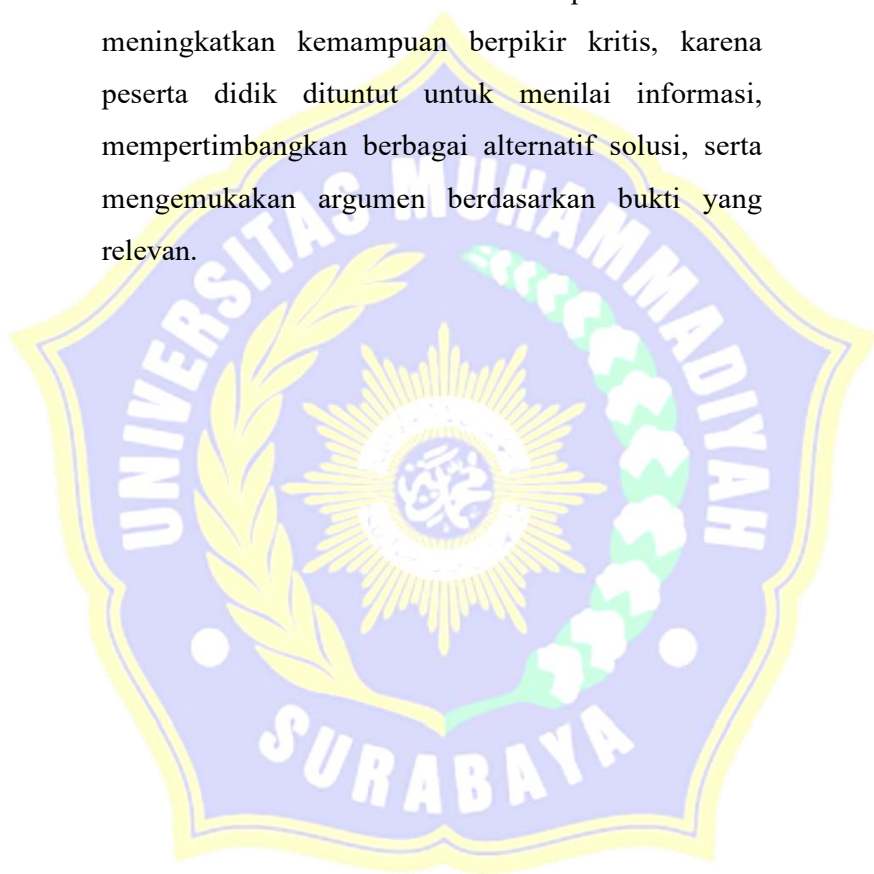 meningkatkan kemampuan berpikir kritis, karena
peserta didik dituntut untuk menilai informasi,
mempertimbangkan berbagai alternatif solusi, serta
mengemukakan argumen berdasarkan bukti yang
relevan.
UNIVERSITAS MUHAMMADIYAH
SURABAYA